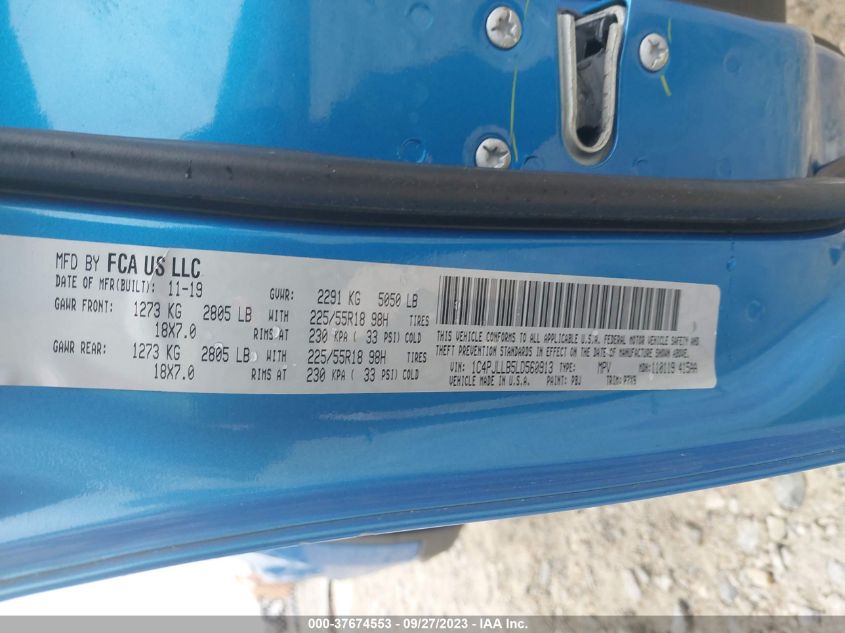 MFD BY FCA US LLC
DATE OF MFR(BUILT): 11-19 GVWR: 2291 KG 5050 LB
GAWR FRONT: 1273 KG 2805 LB WITH 225/55R18 98H TIRES
18X7.0 RIMS AT 230 KPA ( 33 PSI) COLD
GAWR REAR: 1273 KG 2805 LB WITH 225/55R18 98H TIRES
18X7.0 RIMS AT 230 KPA ( 33 PSI) COLD
THIS VEHICLE CONFORMS TO ALL APPLICABLE U.S.A. FEDERAL MOTOR VEHICLE SAFETY AND
THEFT PREVENTION STANDARDS IN EFFECT ON THE DATE OF MANUFACTURE SHOWN ABOVE.
VIN: 1C4PJLLB5LD560913 TYPE: MPV MDH: 110119 415AA
VEHICLE MADE IN U.S.A. PAINT: PBJ TRIM: P7X9
000-37674553 - 09/27/2023 - IAA Inc.